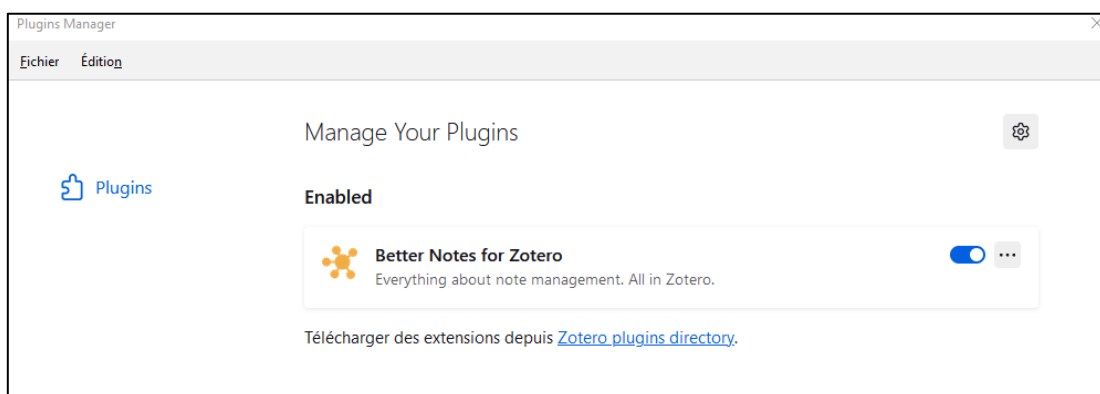 Plugins Manager
Fichier Édition
Manage Your Plugins
Plugins
Enabled
Better Notes for Zotero
Everything about note management. All in Zotero.
Télécharger des extensions depuis Zotero plugins directory.